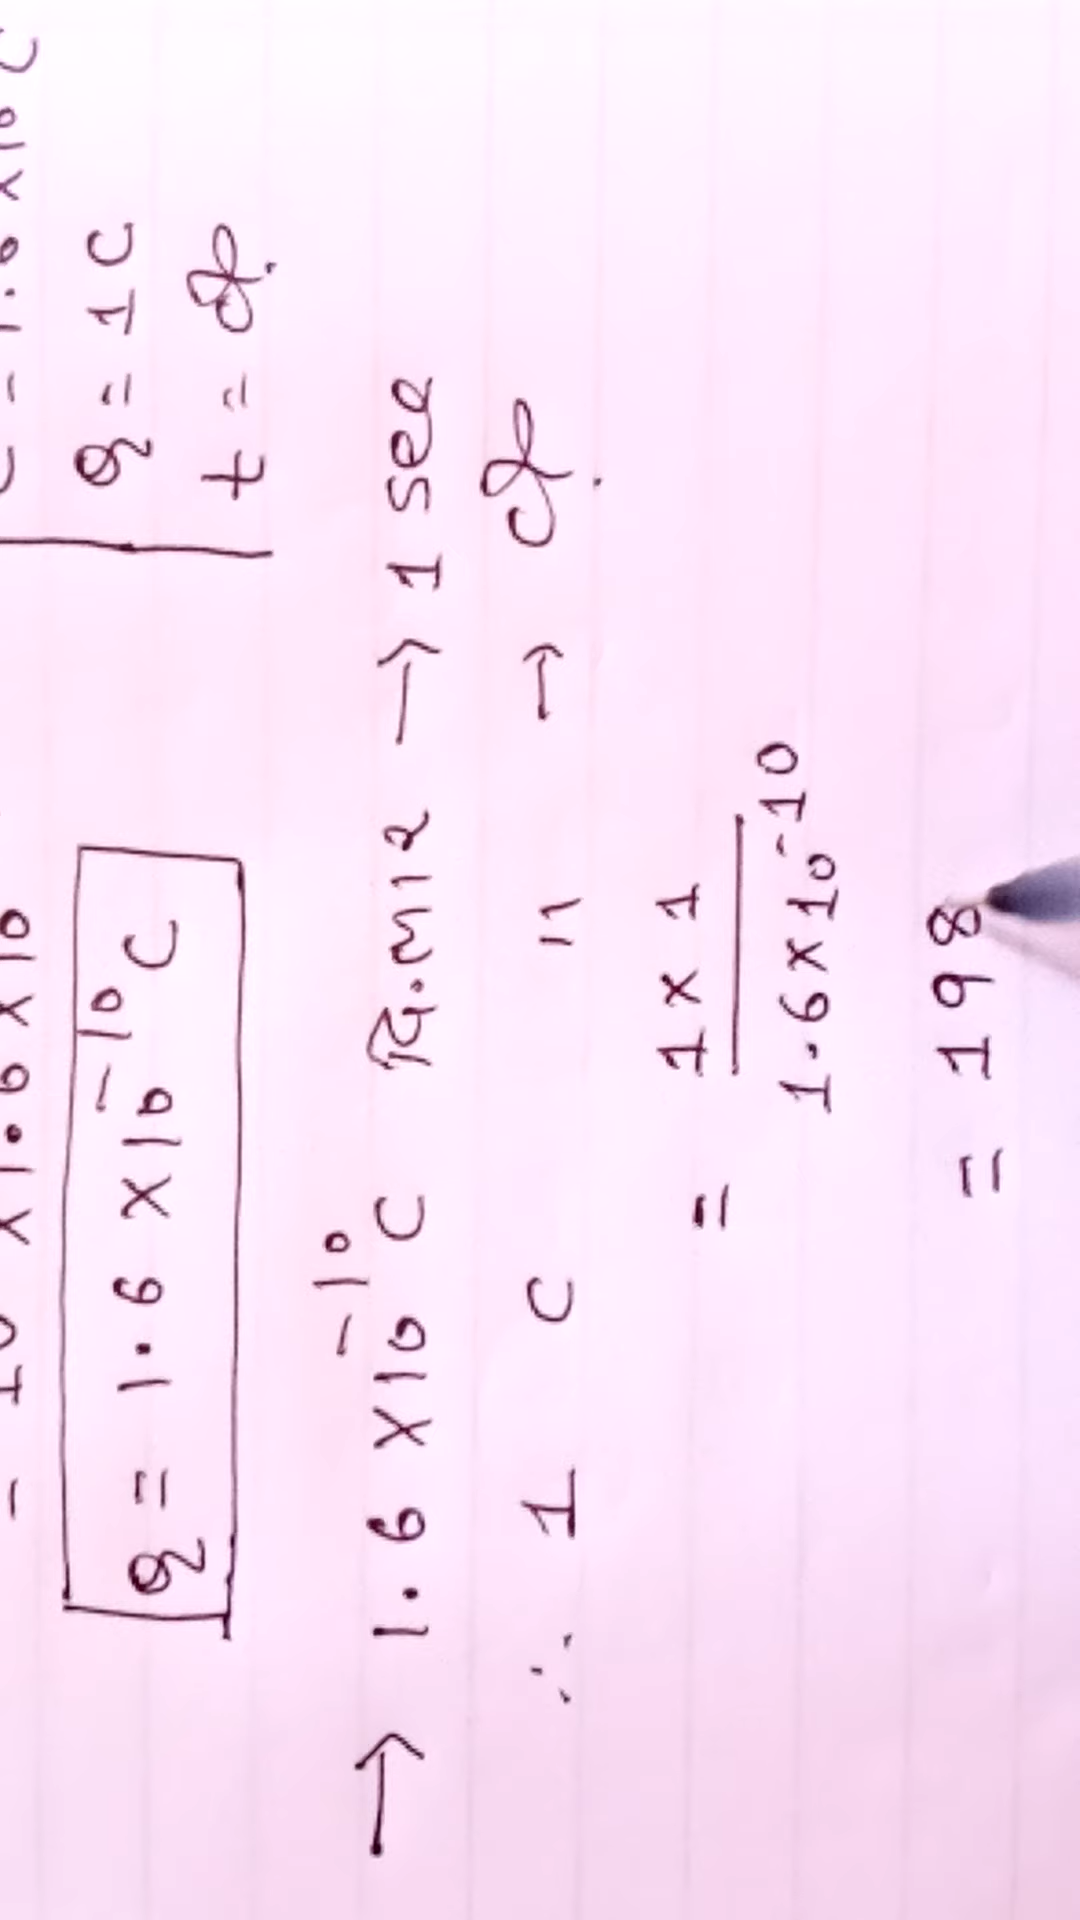 q = 1.6 × 10⁻¹⁰ C
q = 1 C
t =
→ 1.6 × 10⁻¹⁰ C → 1 sec
∴ 1 C " →
= 1 × 1
1.6 × 10⁻¹⁰
= 198